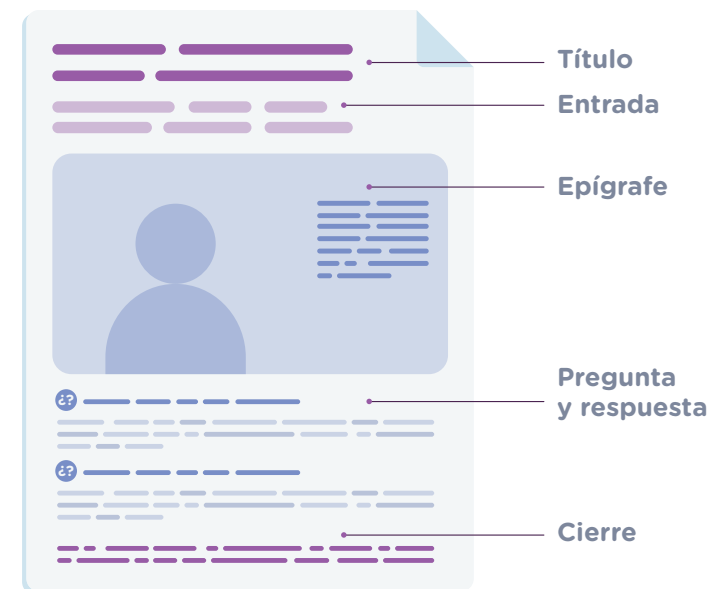 Título
Entrada
Epígrafe
Pregunta
y respuesta
¿?
¿?
Cierre